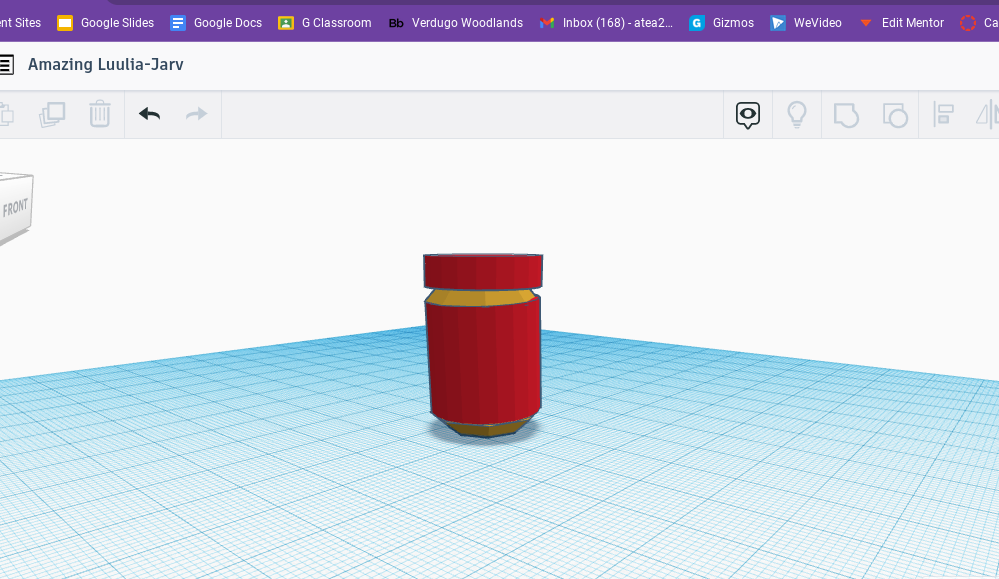 nt Sites Google Slides Google Docs G Classroom Bb Verdugo Woodlands Inbox (168) - atea2... G Gizmos WeVideo Edit Mentor Ca
Amazing Luulia-Jarv
FRONT